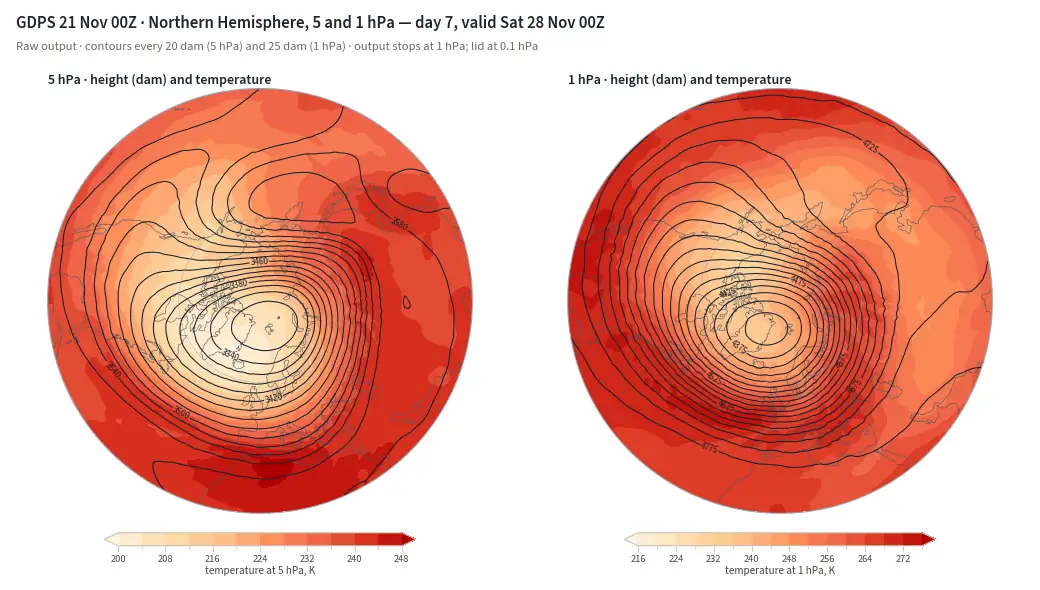 GDPS 21 Nov 00Z · Northern Hemisphere, 5 and 1 hPa — day 7, valid Sat 28 Nov 00Z
Raw output · contours every 20 dam (5 hPa) and 25 dam (1 hPa) · output stops at 1 hPa; lid at 0.1 hPa
5 hPa · height (dam) and temperature
1 hPa · height (dam) and temperature
3580
3460
3380
3340
3420
3540
3500
4725
4475
4375
4775
200 208 216 224 232 240 248
temperature at 5 hPa, K
216 224 232 240 248 256 264 272
temperature at 1 hPa, K